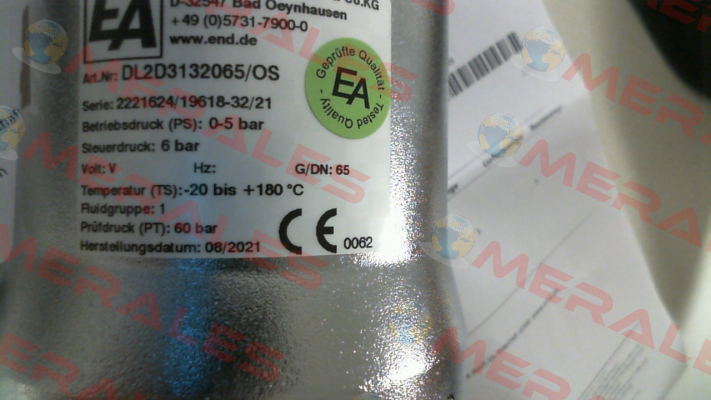 D-32547 Bad Oeynhausen
+49 (0)5731-7900-0
www.end.de
EA
Art.Nr: DL2D3132065/OS
Serie: 2221624/19618-32/21
Betriebsdruck (PS): 0-5 bar
Steuerdruck: 6 bar
Volt: V Hz: G/DN: 65
Temperatur (TS):-20 bis +180 °C
Fluidgruppe: 1
Prüfdruck (PT): 60 bar
Herstellungsdatum: 08/2021
CE 0062
Geprüfte Qualität - Tested Quality -
EA
MERALES
MERALES
MERALES
MERALES
MERALES
MERALES